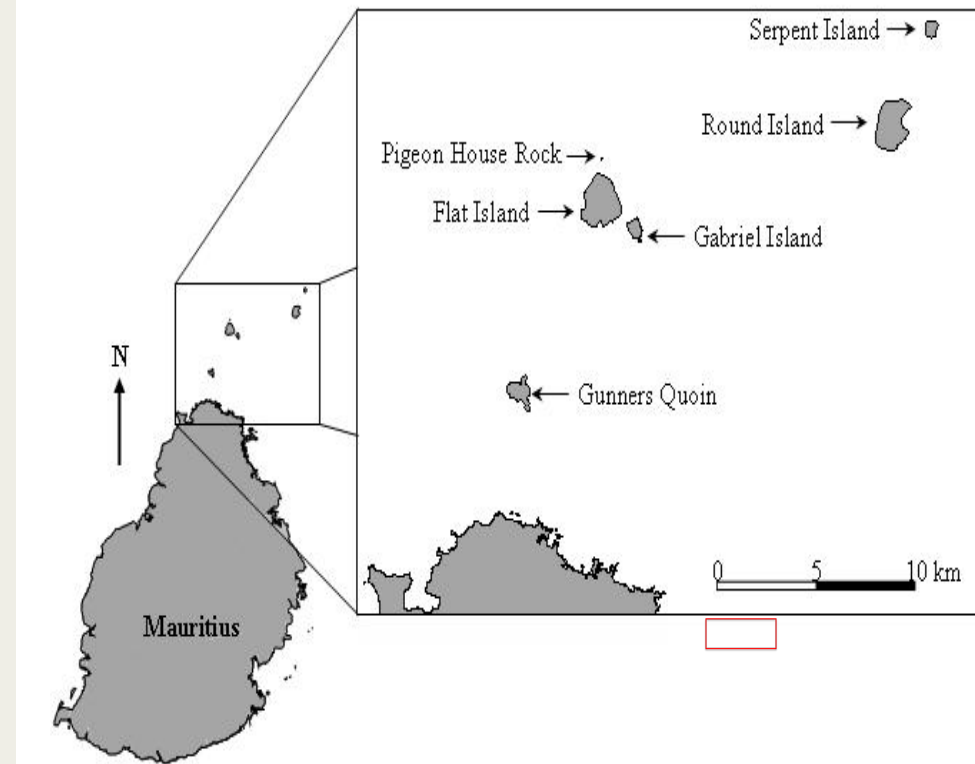 Serpent Island
Round Island
Pigeon House Rock
Flat Island
Gabriel Island
N
Gunners Quoin
0 5 10 km
Mauritius